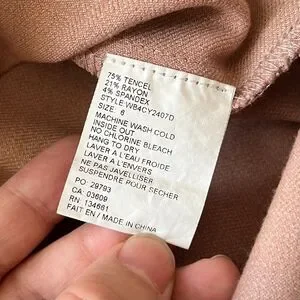 75% TENCEL
21% RAYON
4% SPANDEX
STYLE:WB4CY2407D
SIZE: 6
MACHINE WASH COLD
INSIDE OUT
NO CHLORINE BLEACH
HANG TO DRY
LAVER A L'EAU FROIDE
LAVER A L'ENVERS
NE PAS JAVELLISER
SUSPENDRE POUR SECHER
PO: 29793
CA: 03609
RN: 134661
FAIT EN / MADE IN CHINA